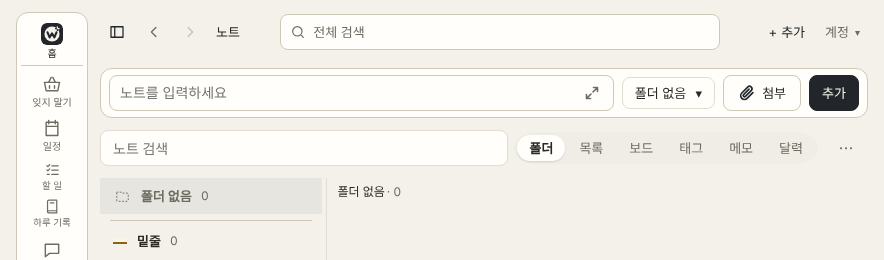 홈
노트
전체 검색
+ 추가
계정 ▾
잊지 말기
일정
할 일
하루 기록
노트를 입력하세요
폴더 없음 ▾
첨부
추가
노트 검색
폴더
목록
보드
태그
메모
달력
···
폴더 없음 0
밑줄 0
폴더 없음 · 0